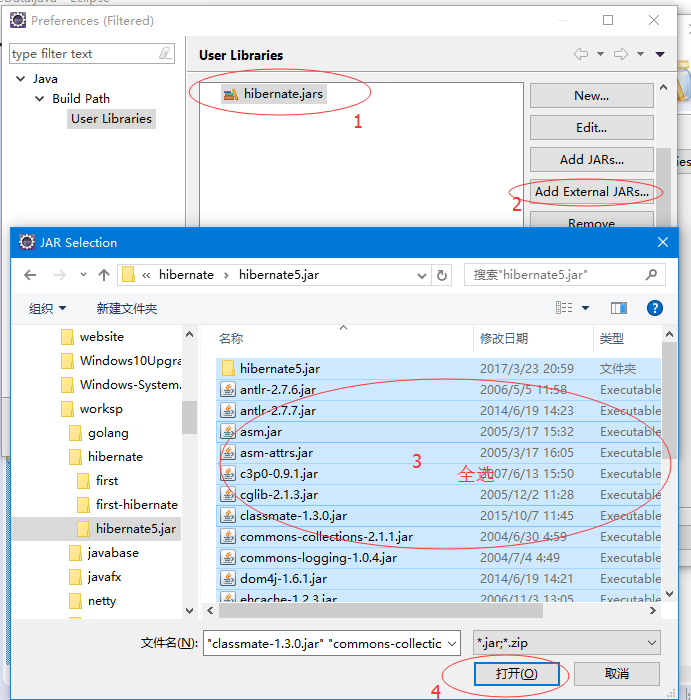 Preferences (Filtered)
type filter text
User Libraries
Java
Build Path
User Libraries
hibernate.jars
1
New...
Edit...
Add JARs...
Add External JARs...
2
Remove
JAR Selection
« hibernate › hibernate5.jar
搜索"hibernate5.jar"
组织
新建文件夹
名称 修改日期 类型
website
Windows10Upgra
Windows-System.
worksp
golang
hibernate
first
first-hibernate
hibernate5.jar
javabase
javafx
netty
hibernate5.jar 2017/3/23 20:59 文件夹
antlr-2.7.6.jar 2006/5/5 11:58 Executable
antlr-2.7.7.jar 2014/6/19 14:23 Executable
asm.jar 2005/3/17 15:32 Executable
asm-attrs.jar 2005/3/17 16:05 Executable
3
全选
c3p0-0.9.1.jar 2007/6/13 15:50 Executable
cglib-2.1.3.jar 2005/12/2 11:28 Executable
classmate-1.3.0.jar 2015/10/7 11:45 Executable
commons-collections-2.1.1.jar 2004/6/30 4:59 Executable
commons-logging-1.0.4.jar 2004/7/4 4:49 Executable
dom4j-1.6.1.jar 2014/6/19 14:21 Executable
ehcache-1.2.3.jar 2006/11/3 13:05 Executable
文件名(N): "classmate-1.3.0.jar" "commons-collectic
*.jar;*.zip
4
打开(O)
取消